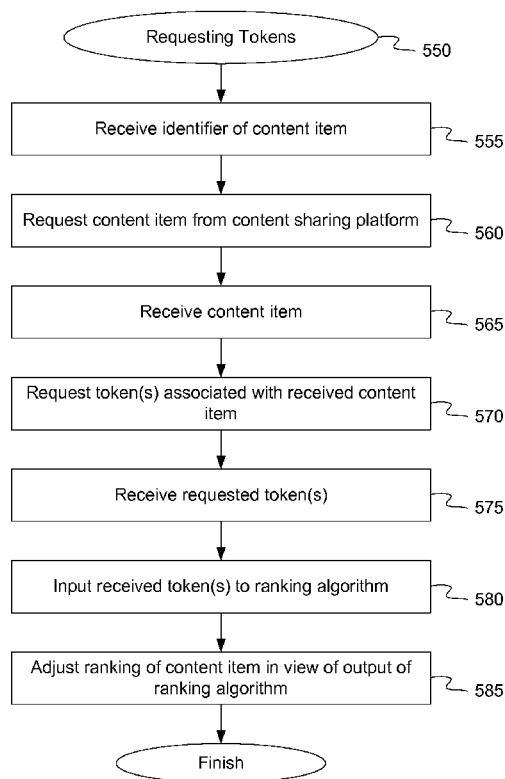 Requesting Tokens
550
Receive identifier of content item
555
Request content item from content sharing platform
560
Receive content item
565
Request token(s) associated with received content
item
570
Receive requested token(s)
575
Input received token(s) to ranking algorithm
580
Adjust ranking of content item in view of output of
ranking algorithm
585
Finish